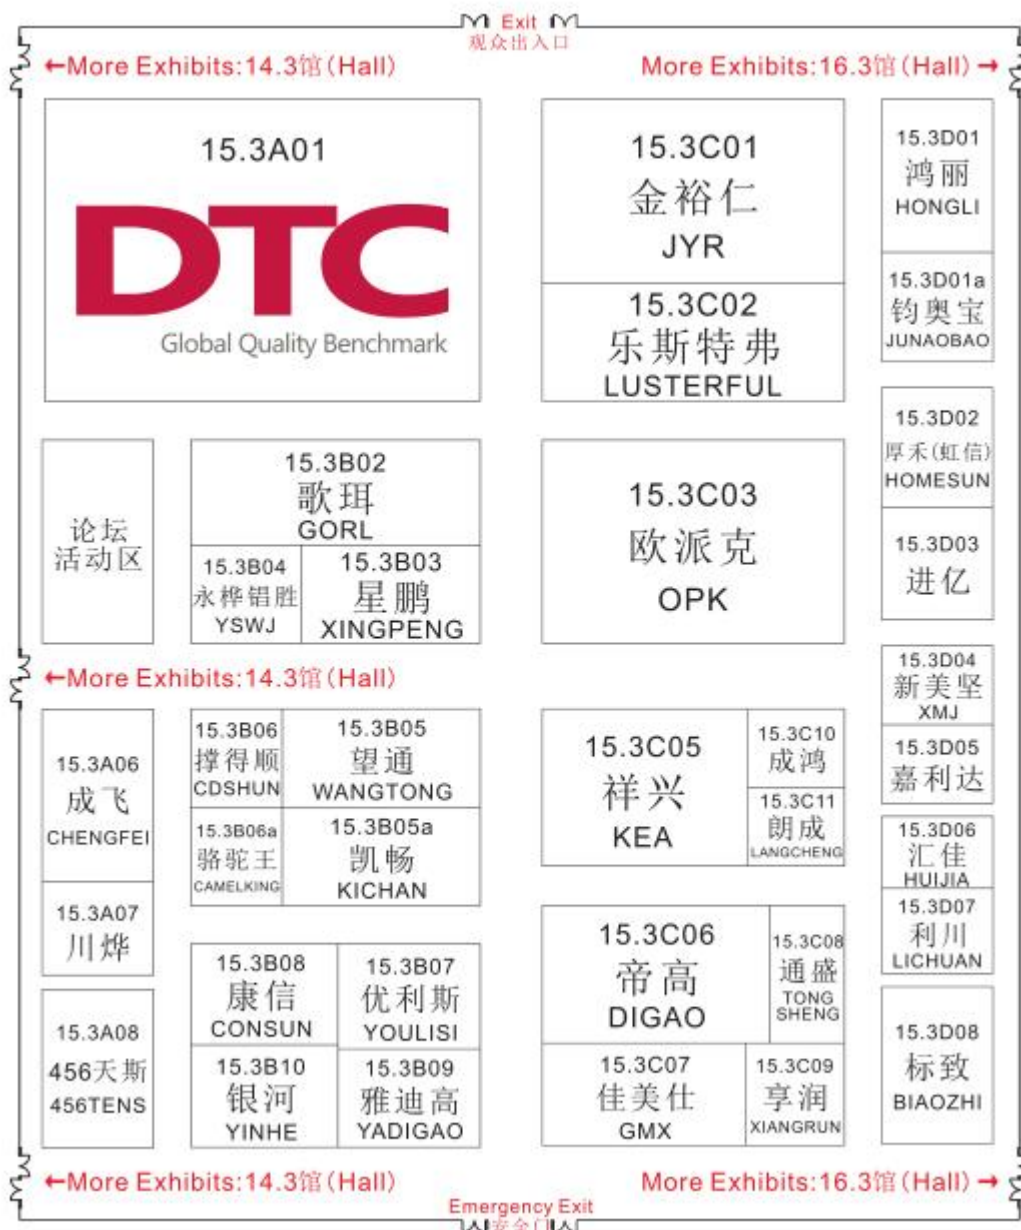 Exit
观众出入口
←More Exhibits:14.3馆(Hall)
More Exhibits:16.3馆(Hall)→
15.3A01
DTC
Global Quality Benchmark
15.3C01
金裕仁
JYR
15.3C02
乐斯特弗
LUSTERFUL
15.3D01
鸿丽
HONGLI
15.3D01a
钧奥宝
JUNAOBAO
论坛
活动区
15.3B02
歌珥
GORL
15.3B04
永桦铝胜
YSWJ
15.3B03
星鹏
XINGPENG
15.3C03
欧派克
OPK
15.3D02
厚禾(虹信)
HOMESUN
15.3D03
进亿
←More Exhibits:14.3馆(Hall)
15.3D04
新美坚
XMJ
15.3D05
嘉利达
15.3A06
成飞
CHENGFEI
15.3A07
川烨
15.3B06
撑得顺
CDSHUN
15.3B05
望通
WANGTONG
15.3B06a
骆驼王
CAMELKING
15.3B05a
凯畅
KICHAN
15.3C05
祥兴
KEA
15.3C10
成鸿
15.3C11
朗成
LANGCHENG
15.3D06
汇佳
HUIJIA
15.3D07
利川
LICHUAN
15.3A08
456天斯
456TENS
15.3B08
康信
CONSUN
15.3B07
优利斯
YOULISI
15.3B10
银河
YINHE
15.3B09
雅迪高
YADIGAO
15.3C06
帝高
DIGAO
15.3C08
通盛
TONG
SHENG
15.3C07
佳美仕
GMX
15.3C09
享润
XIANGRUN
15.3D08
标致
BIAOZHI
←More Exhibits:14.3馆(Hall)
More Exhibits:16.3馆(Hall)→
Emergency Exit
安全门